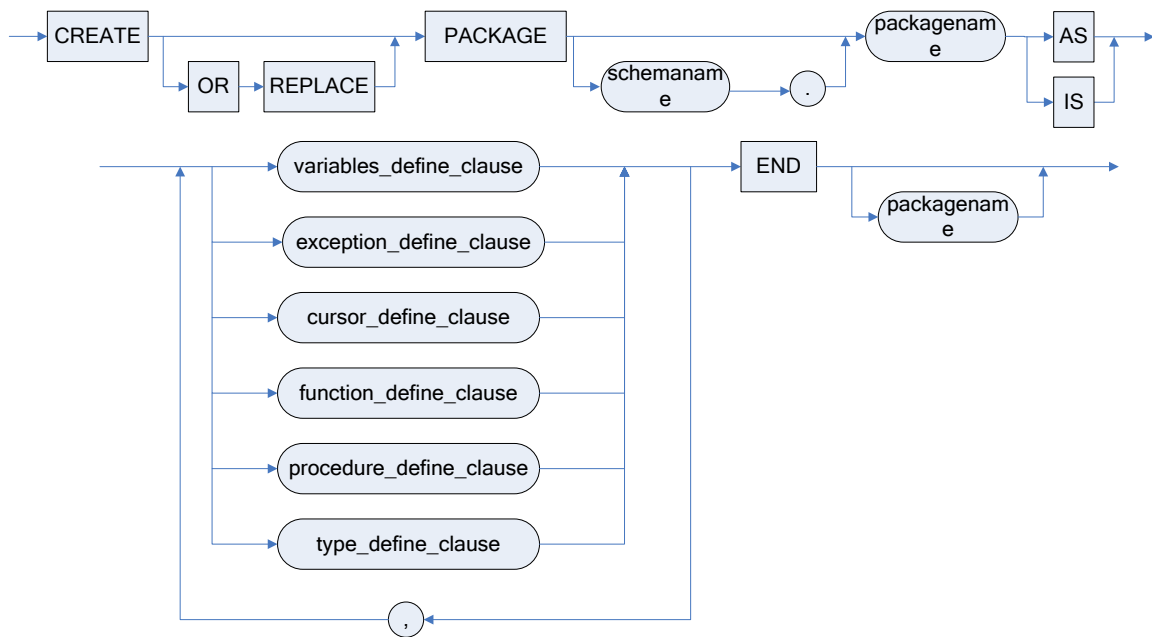 CREATE
OR
REPLACE
PACKAGE
schemanam
e
.
packagenam
e
AS
IS
variables_define_clause
exception_define_clause
cursor_define_clause
function_define_clause
procedure_define_clause
type_define_clause
,
END
packagenam
e